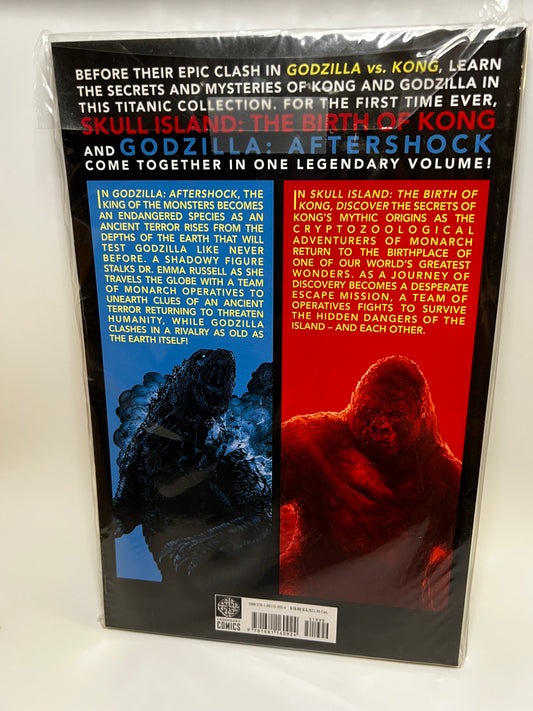 BEFORE THEIR EPIC CLASH IN GODZILLA vs. KONG, LEARN
THE SECRETS AND MYSTERIES OF KONG AND GODZILLA IN
THIS TITANIC COLLECTION. FOR THE FIRST TIME EVER,
SKULL ISLAND: THE BIRTH OF KONG
AND GODZILLA: AFTERSHOCK
COME TOGETHER IN ONE LEGENDARY VOLUME!
IN GODZILLA: AFTERSHOCK, THE
KING OF THE MONSTERS BECOMES
AN ENDANGERED SPECIES AS AN
ANCIENT TERROR RISES FROM THE
DEPTHS OF THE EARTH THAT WILL
TEST GODZILLA LIKE NEVER
BEFORE. A SHADOWY FIGURE
STALKS DR. EMMA RUSSELL AS SHE
TRAVELS THE GLOBE WITH A TEAM
OF MONARCH OPERATIVES TO
UNEARTH CLUES OF AN ANCIENT
TERROR RETURNING TO THREATEN
HUMANITY, WHILE GODZILLA
CLASHES IN A RIVALRY AS OLD AS
THE EARTH ITSELF!
IN SKULL ISLAND: THE BIRTH OF
KONG, DISCOVER THE SECRETS OF
KONG'S MYTHIC ORIGINS AS THE
CRYPTOZOOLOGICAL
ADVENTURERS OF MONARCH
RETURN TO THE BIRTHPLACE OF
ONE OF OUR WORLD'S GREATEST
WONDERS. AS A JOURNEY OF
DISCOVERY BECOMES A DESPERATE
ESCAPE MISSION, A TEAM OF
OPERATIVES FIGHTS TO SURVIVE
THE HIDDEN DANGERS OF THE
ISLAND – AND EACH OTHER.
LEGENDARY
COMICS
51999